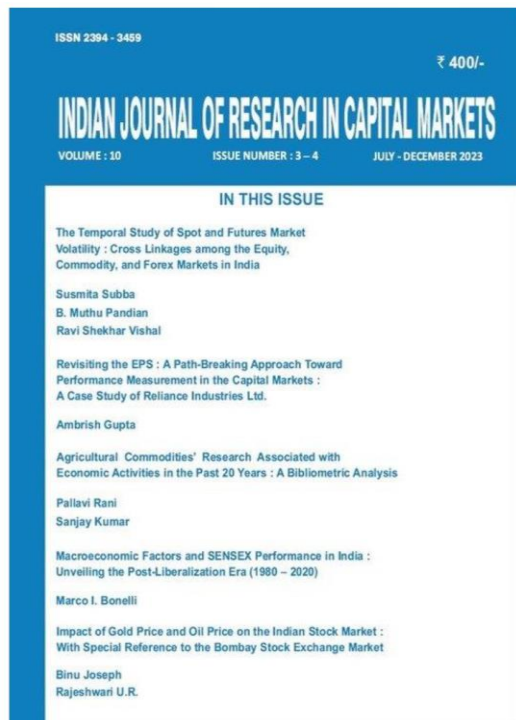 ISSN 2394 - 3459
₹ 400/-
INDIAN JOURNAL OF RESEARCH IN CAPITAL MARKETS
VOLUME : 10 ISSUE NUMBER : 3 – 4 JULY - DECEMBER 2023
IN THIS ISSUE
The Temporal Study of Spot and Futures Market
Volatility : Cross Linkages among the Equity,
Commodity, and Forex Markets in India
Susmita Subba
B. Muthu Pandian
Ravi Shekhar Vishal
Revisiting the EPS : A Path-Breaking Approach Toward
Performance Measurement in the Capital Markets :
A Case Study of Reliance Industries Ltd.
Ambrish Gupta
Agricultural Commodities' Research Associated with
Economic Activities in the Past 20 Years : A Bibliometric Analysis
Pallavi Rani
Sanjay Kumar
Macroeconomic Factors and SENSEX Performance in India :
Unveiling the Post-Liberalization Era (1980 – 2020)
Marco I. Bonelli
Impact of Gold Price and Oil Price on the Indian Stock Market :
With Special Reference to the Bombay Stock Exchange Market
Binu Joseph
Rajeshwari U.R.